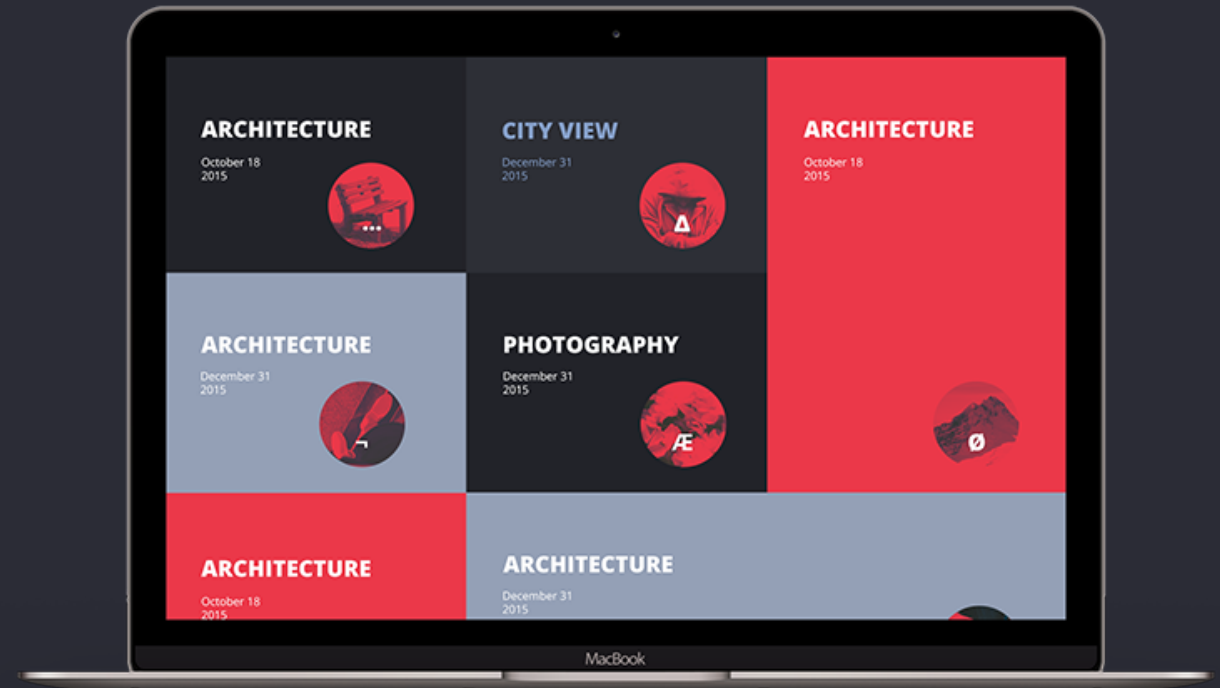 ARCHITECTURE
October 18
2015
...
CITY VIEW
December 31
2015
Δ
ARCHITECTURE
October 18
2015
Ø
ARCHITECTURE
December 31
2015
¬
PHOTOGRAPHY
December 31
2015
Æ
ARCHITECTURE
October 18
2015
ARCHITECTURE
December 31
2015
MacBook